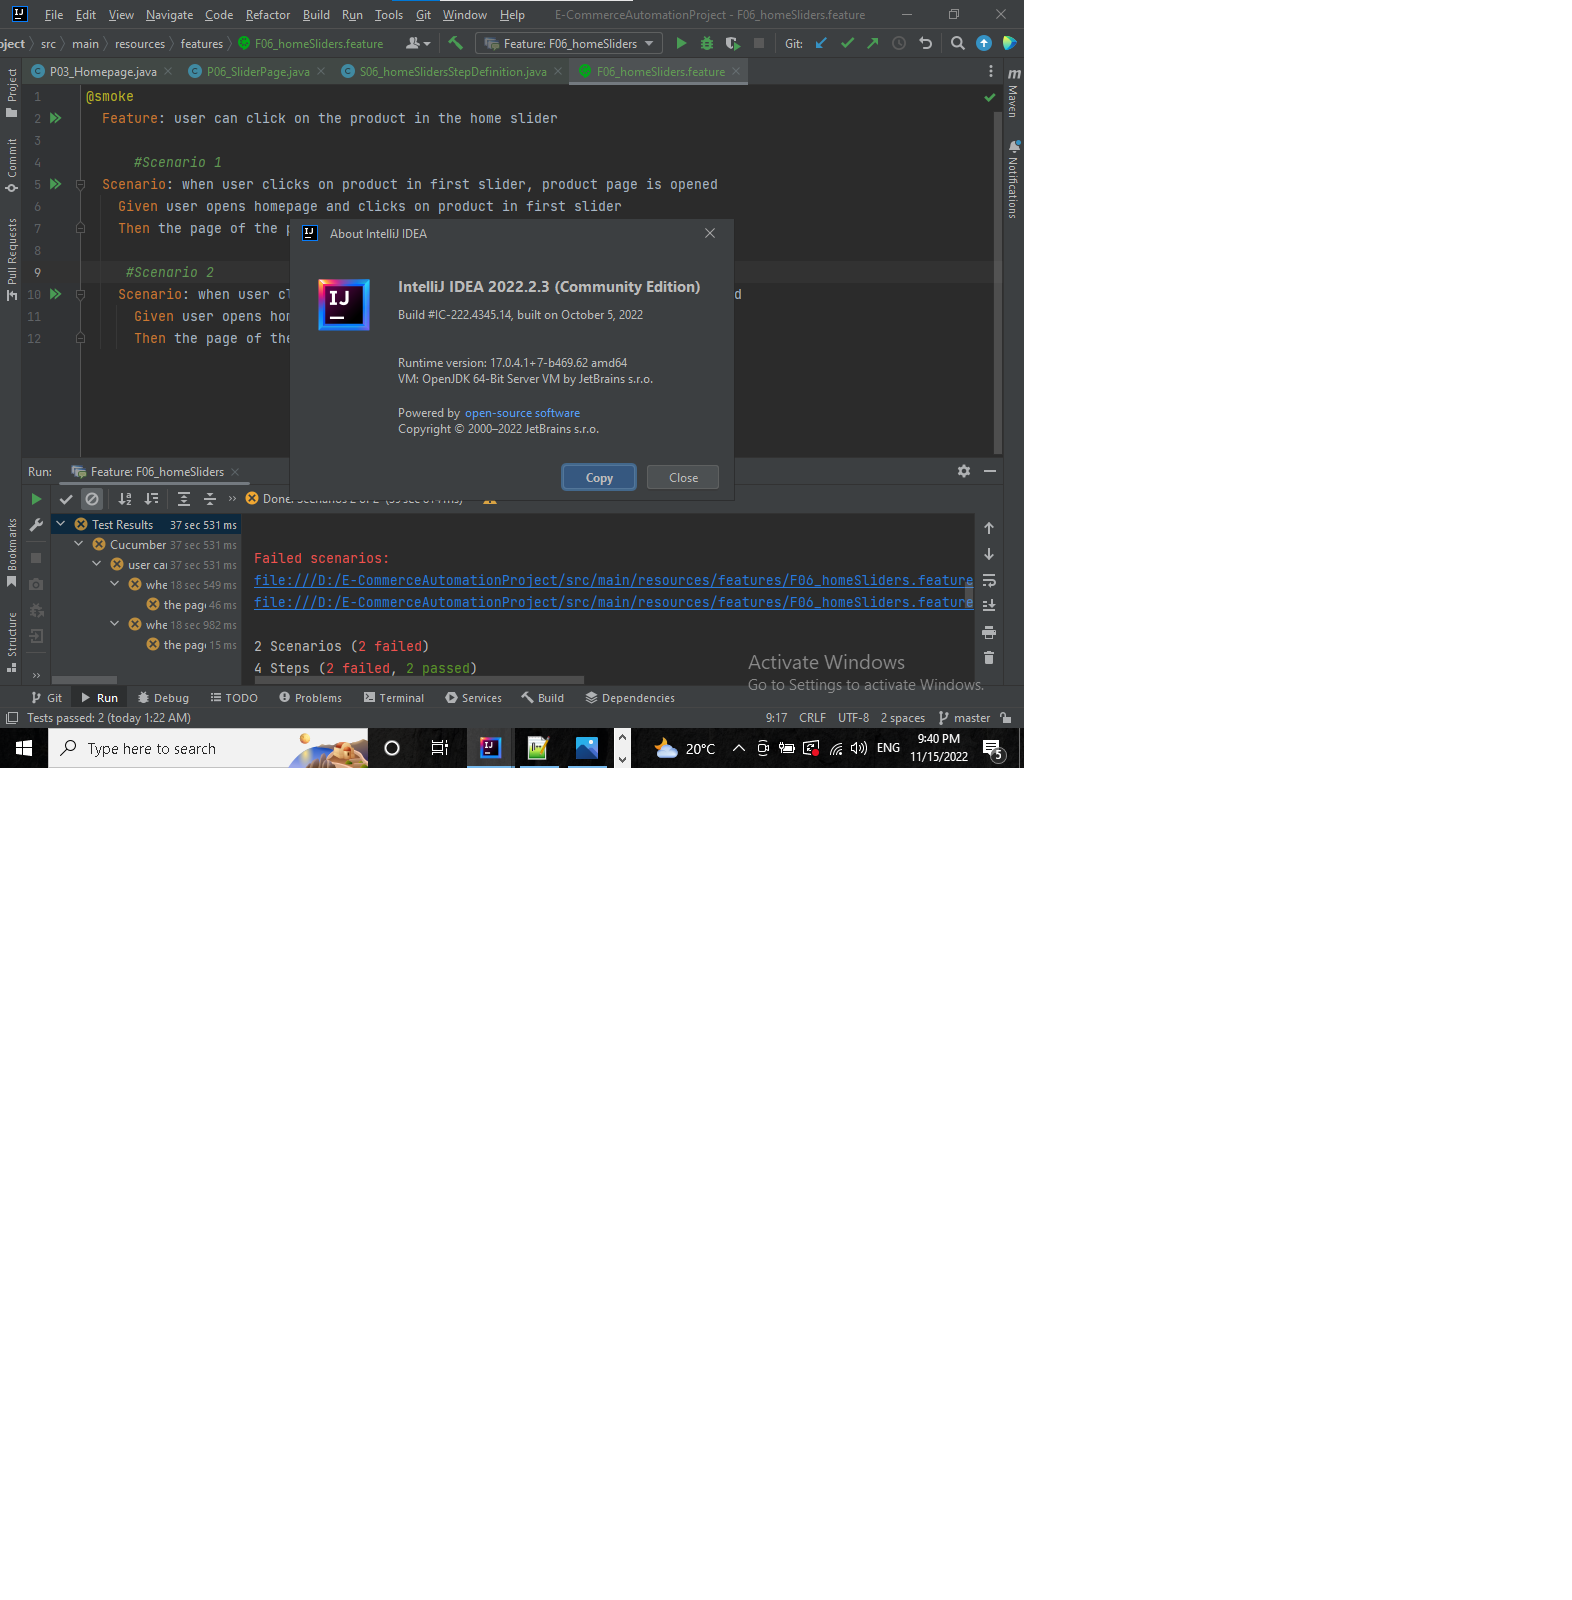 File Edit View Navigate Code Refactor Build Run Tools Git Window Help E-CommerceAutomationProject - F06_homeSliders.feature
ject src main resources features F06_homeSliders.feature Feature: F06_homeSliders Git:
P03_Homepage.java P06_SliderPage.java S06_homeSlidersStepDefinition.java F06_homeSliders.feature
Project
Commit
Pull Requests
Bookmarks
Structure
m Maven
Notifications
1 @smoke
2 Feature: user can click on the product in the home slider
3
4 #Scenario 1
5 Scenario: when user clicks on product in first slider, product page is opened
6 Given user opens homepage and clicks on product in first slider
7 Then the page of the p
8
9 #Scenario 2
10 Scenario: when user cl d
11 Given user opens hom
12 Then the page of the
About IntelliJ IDEA
IJ
IntelliJ IDEA 2022.2.3 (Community Edition)
Build #IC-222.4345.14, built on October 5, 2022
Runtime version: 17.0.4.1+7-b469.62 amd64
VM: OpenJDK 64-Bit Server VM by JetBrains s.r.o.
Powered by open-source software
Copyright © 2000–2022 JetBrains s.r.o.
Copy Close
Run: Feature: F06_homeSliders
Done: Scenarios 2 of 2
Test Results 37 sec 531 ms
Cucumber 37 sec 531 ms
user ca 37 sec 531 ms
whe 18 sec 549 ms
the pag 46 ms
whe 18 sec 982 ms
the pag 15 ms
Failed scenarios:
file:///D:/E-CommerceAutomationProject/src/main/resources/features/F06_homeSliders.feature
file:///D:/E-CommerceAutomationProject/src/main/resources/features/F06_homeSliders.feature
2 Scenarios (2 failed)
4 Steps (2 failed, 2 passed)
Activate Windows
Go to Settings to activate Windows.
Git Run Debug TODO Problems Terminal Services Build Dependencies
Tests passed: 2 (today 1:22 AM) 9:17 CRLF UTF-8 2 spaces master
Type here to search 20°C ENG 9:40 PM
11/15/2022 5